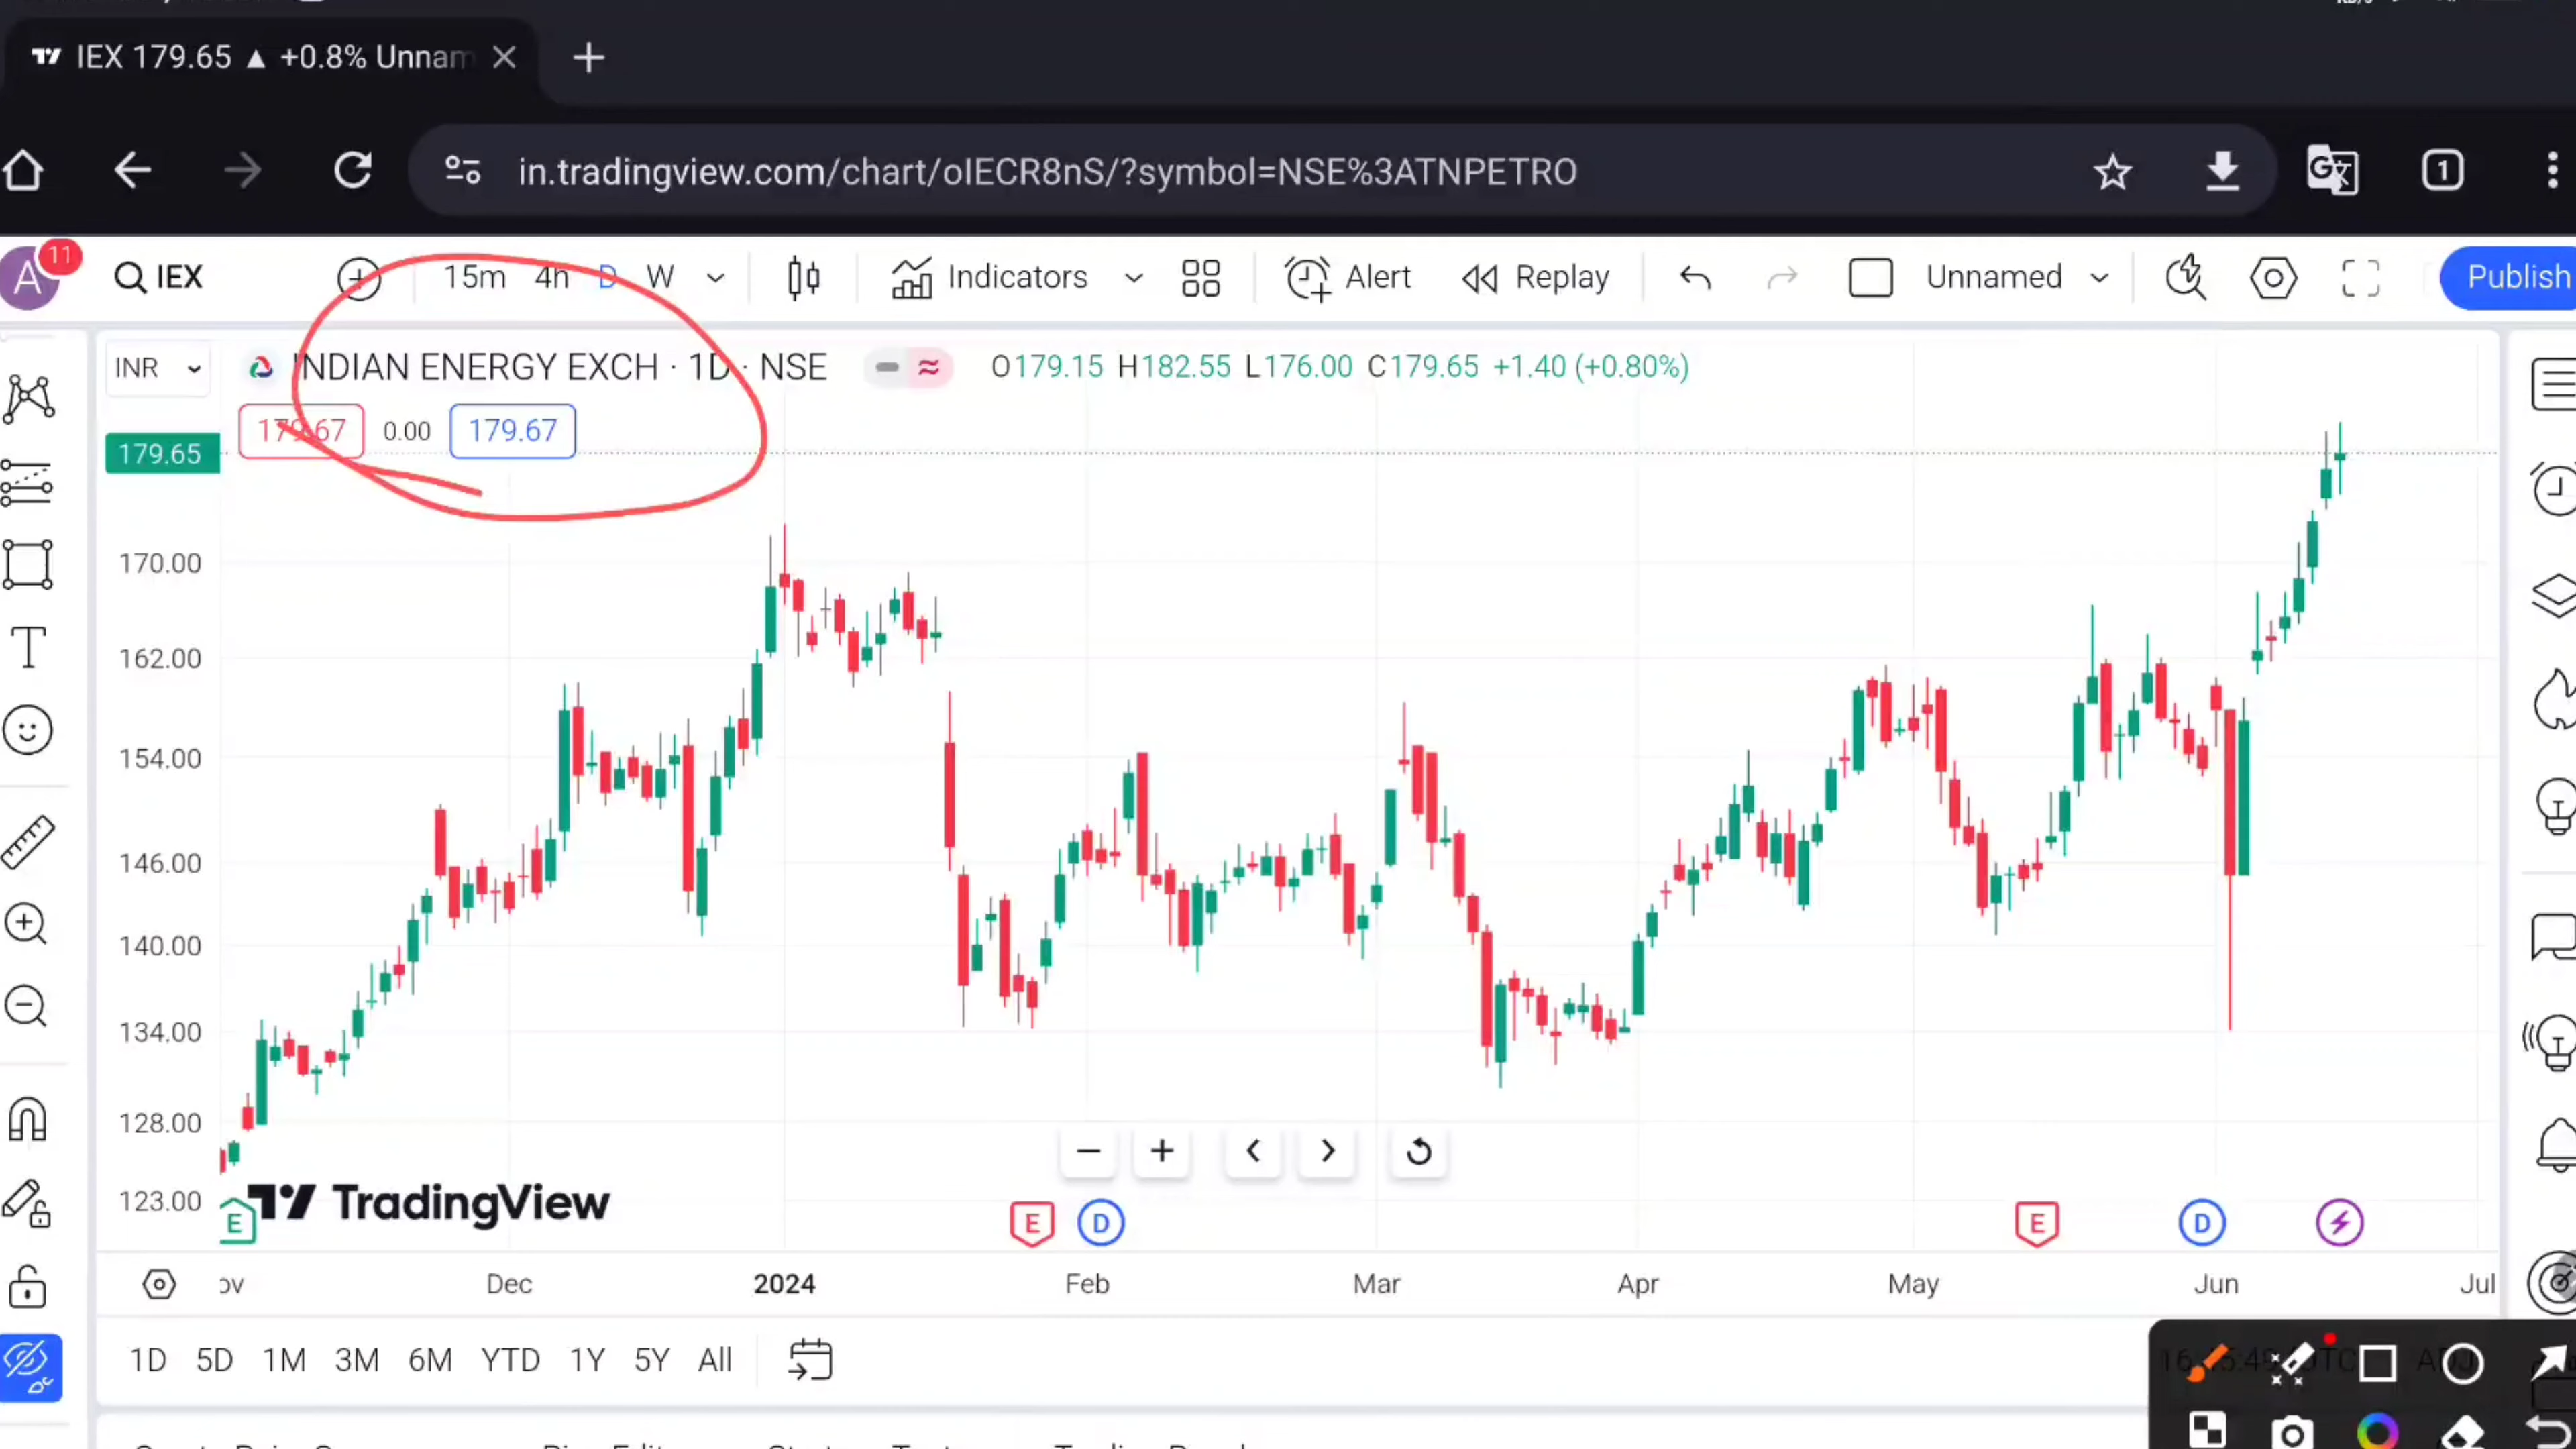 IEX 179.65 ▲ +0.8% Unnam
in.tradingview.com/chart/oIECR8nS/?symbol=NSE%3ATNPETRO
1
A 11 IEX 15m 4h D W Indicators Alert Replay Unnamed Publish
INR INDIAN ENERGY EXCH · 1D · NSE O179.15 H182.55 L176.00 C179.65 +1.40 (+0.80%)
179.67 0.00 179.67
179.65
170.00
162.00
154.00
146.00
140.00
134.00
128.00
123.00
E TradingView E D E D
Dec 2024 Feb Mar Apr May Jun Jul
1D 5D 1M 3M 6M YTD 1Y 5Y All